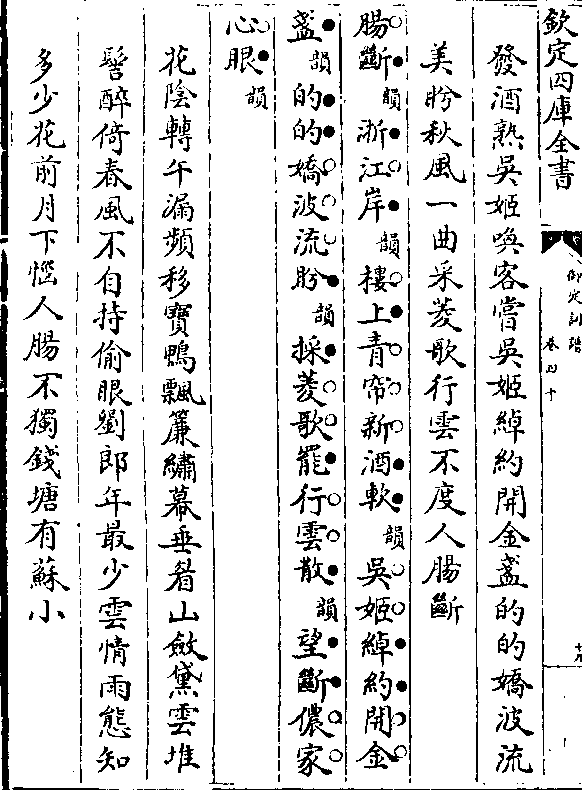 欽定四庫全書
御定詞譜
卷四十
發酒熟吳姬喚客嘗吳姬綽約開金盞的的嬌波流
美盻秋風一曲采菱歌行雲不度人腸斷
腸斷韻浙江岸韻樓上青帘新酒軟韻吳姬綽約開金
盞韻的的嬌波流盻韻採菱歌罷行雲散韻望斷儂家
心眼韻
花陰轉午漏頻移寶鴨飄簾繡幕垂眉山斂黛雲堆
髻醉倚春風不自持偷眼劉郎年最少雲情雨態知
多少花前月下惱人腸不獨錢塘有蘇小